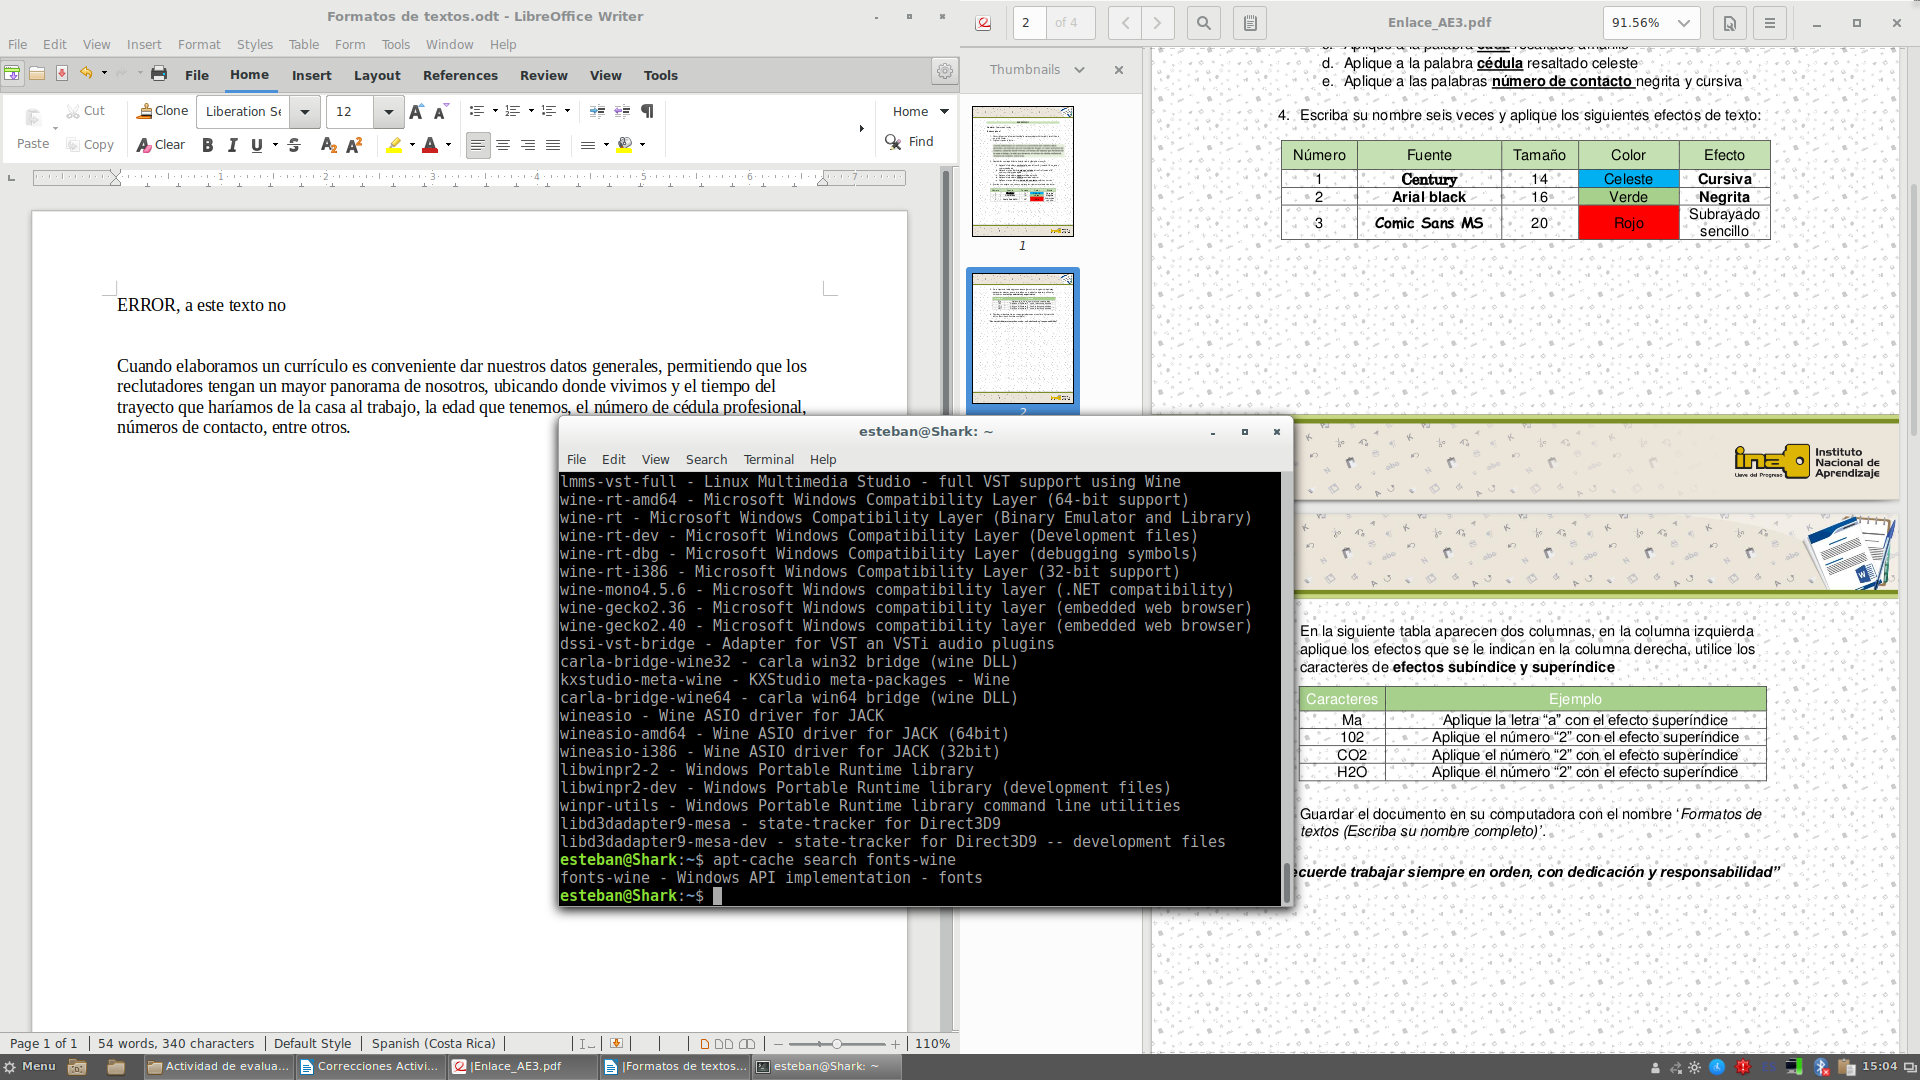 Formatos de textos.odt - LibreOffice Writer
File Edit View Insert Format Styles Table Form Tools Window Help
File Home Insert Layout References Review View Tools
Paste Cut Copy Clone Clear Liberation Se 12 Home Find
1 2 3 4 5 6 7
ERROR, a este texto no
Cuando elaboramos un currículo es conveniente dar nuestros datos generales, permitiendo que los
reclutadores tengan un mayor panorama de nosotros, ubicando donde vivimos y el tiempo del
trayecto que haríamos de la casa al trabajo, la edad que tenemos, el número de cédula profesional,
números de contacto, entre otros.
Page 1 of 1 54 words, 340 characters Default Style Spanish (Costa Rica) 110%
2 of 4 Enlace_AE3.pdf 91.56%
Thumbnails
1
2
d. Aplique a la palabra cédula resaltado celeste
e. Aplique a las palabras número de contacto negrita y cursiva
4. Escriba su nombre seis veces y aplique los siguientes efectos de texto:
Número Fuente Tamaño Color Efecto
1 Century 14 Celeste Cursiva
2 Arial black 16 Verde Negrita
3 Comic Sans MS 20 Rojo Subrayado sencillo
ina
Llave del Progreso
Instituto
Nacional de
Aprendizaje
En la siguiente tabla aparecen dos columnas, en la columna izquierda
aplique los efectos que se le indican en la columna derecha, utilice los
caracteres de efectos subíndice y superíndice
Caracteres Ejemplo
Ma Aplique la letra “a” con el efecto superíndice
102 Aplique el número “2” con el efecto superíndice
CO2 Aplique el número “2” con el efecto superíndice
H2O Aplique el número “2” con el efecto superíndice
Guardar el documento en su computadora con el nombre ‘Formatos de
textos (Escriba su nombre completo)’.
cuerde trabajar siempre en orden, con dedicación y responsabilidad”
esteban@Shark: ~
File Edit View Search Terminal Help
lmms-vst-full - Linux Multimedia Studio - full VST support using Wine
wine-rt-amd64 - Microsoft Windows Compatibility Layer (64-bit support)
wine-rt - Microsoft Windows Compatibility Layer (Binary Emulator and Library)
wine-rt-dev - Microsoft Windows Compatibility Layer (Development files)
wine-rt-dbg - Microsoft Windows Compatibility Layer (debugging symbols)
wine-rt-i386 - Microsoft Windows Compatibility Layer (32-bit support)
wine-mono4.5.6 - Microsoft Windows compatibility layer (.NET compatibility)
wine-gecko2.36 - Microsoft Windows compatibility layer (embedded web browser)
wine-gecko2.40 - Microsoft Windows compatibility layer (embedded web browser)
dssi-vst-bridge - Adapter for VST an VSTi audio plugins
carla-bridge-wine32 - carla win32 bridge (wine DLL)
kxstudio-meta-wine - KXStudio meta-packages - Wine
carla-bridge-wine64 - carla win64 bridge (wine DLL)
wineasio - Wine ASIO driver for JACK
wineasio-amd64 - Wine ASIO driver for JACK (64bit)
wineasio-i386 - Wine ASIO driver for JACK (32bit)
libwinpr2-2 - Windows Portable Runtime library
libwinpr2-dev - Windows Portable Runtime library (development files)
winpr-utils - Windows Portable Runtime library command line utilities
libd3dadapter9-mesa - state-tracker for Direct3D9
libd3dadapter9-mesa-dev - state-tracker for Direct3D9 -- development files
esteban@Shark:~$ apt-cache search fonts-wine
fonts-wine - Windows API implementation - fonts
esteban@Shark:~$
Menu Actividad de evalua... Correcciones Activi... |Enlace_AE3.pdf |Formatos de textos... esteban@Shark: ~ 15:04